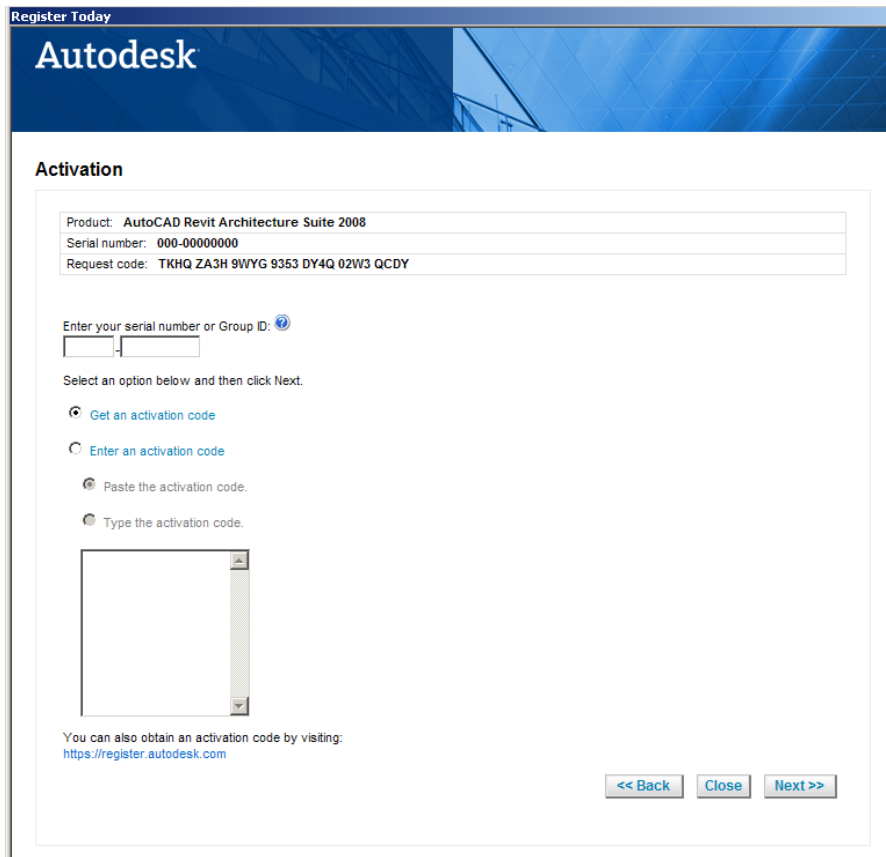 Register Today
Autodesk
Activation
Product: AutoCAD Revit Architecture Suite 2008
Serial number: 000-00000000
Request code: TKHQ ZA3H 9WYG 9353 DY4Q 02W3 QCDY
Enter your serial number or Group ID: ?
-
Select an option below and then click Next.
Get an activation code
Enter an activation code
Paste the activation code.
Type the activation code.
You can also obtain an activation code by visiting:
https://register.autodesk.com
<< Back Close Next >>